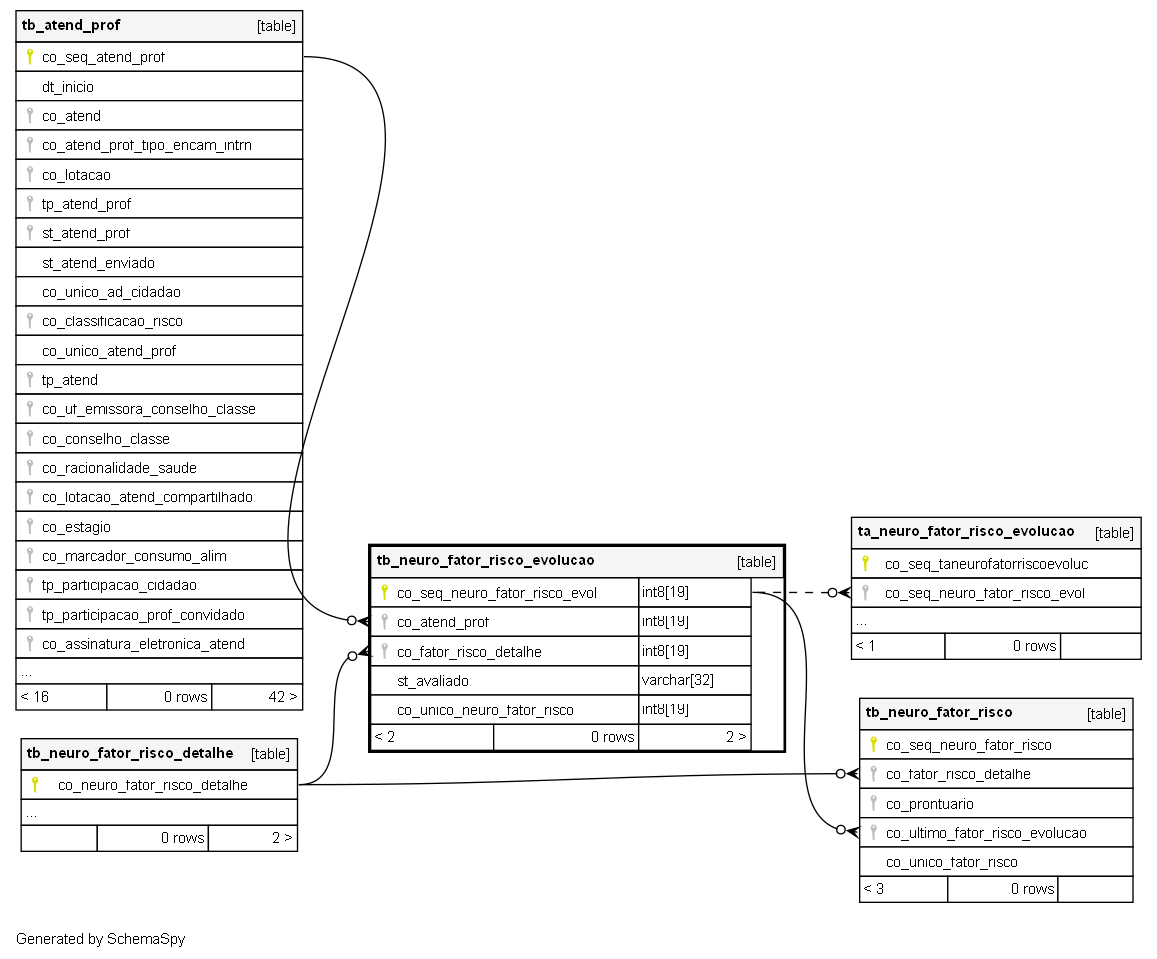 tb_atend_prof [table]
co_seq_atend_prof
dt_inicio
co_atend
co_atend_prof_tipo_encam_intrn
co_lotacao
tp_atend_prof
st_atend_prof
st_atend_enviado
co_unico_ad_cidadao
co_classificacao_risco
co_unico_atend_prof
tp_atend
co_uf_emissora_conselho_classe
co_conselho_classe
co_racionalidade_saude
co_lotacao_atend_compartilhado
co_estagio
co_marcador_consumo_alim
tp_participacao_cidadao
tp_participacao_prof_convidado
co_assinatura_eletronica_atend
...
< 16 0 rows 42 >
tb_neuro_fator_risco_detalhe [table]
co_neuro_fator_risco_detalhe
...
0 rows 2 >
tb_neuro_fator_risco_evolucao [table]
co_seq_neuro_fator_risco_evol int8[19]
co_atend_prof int8[19]
co_fator_risco_detalhe int8[19]
st_avaliado varchar[32]
co_unico_neuro_fator_risco int8[19]
< 2 0 rows 2 >
ta_neuro_fator_risco_evolucao [table]
co_seq_taneurofatorriscoevoluc
co_seq_neuro_fator_risco_evol
...
< 1 0 rows
tb_neuro_fator_risco [table]
co_seq_neuro_fator_risco
co_fator_risco_detalhe
co_prontuario
co_ultimo_fator_risco_evolucao
co_unico_fator_risco
< 3 0 rows
Generated by SchemaSpy